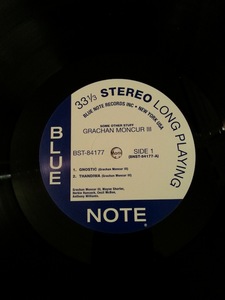 33 1/3 STEREO LONG PLAYING
BLUE NOTE RECORDS INC • NEW YORK USA
SOME OTHER STUFF
GRACHAN MONCUR III
BST-84177
SIDE 1
(BNST-84177-A)
1. GNOSTIC (Grachan Moncur III)
2. THANDIWA (Grachan Moncur III)
Grachan Moncur III, Wayne Shorter,
Herbie Hancock, Cecil McBee,
Anthony Williams
BLUE
NOTE